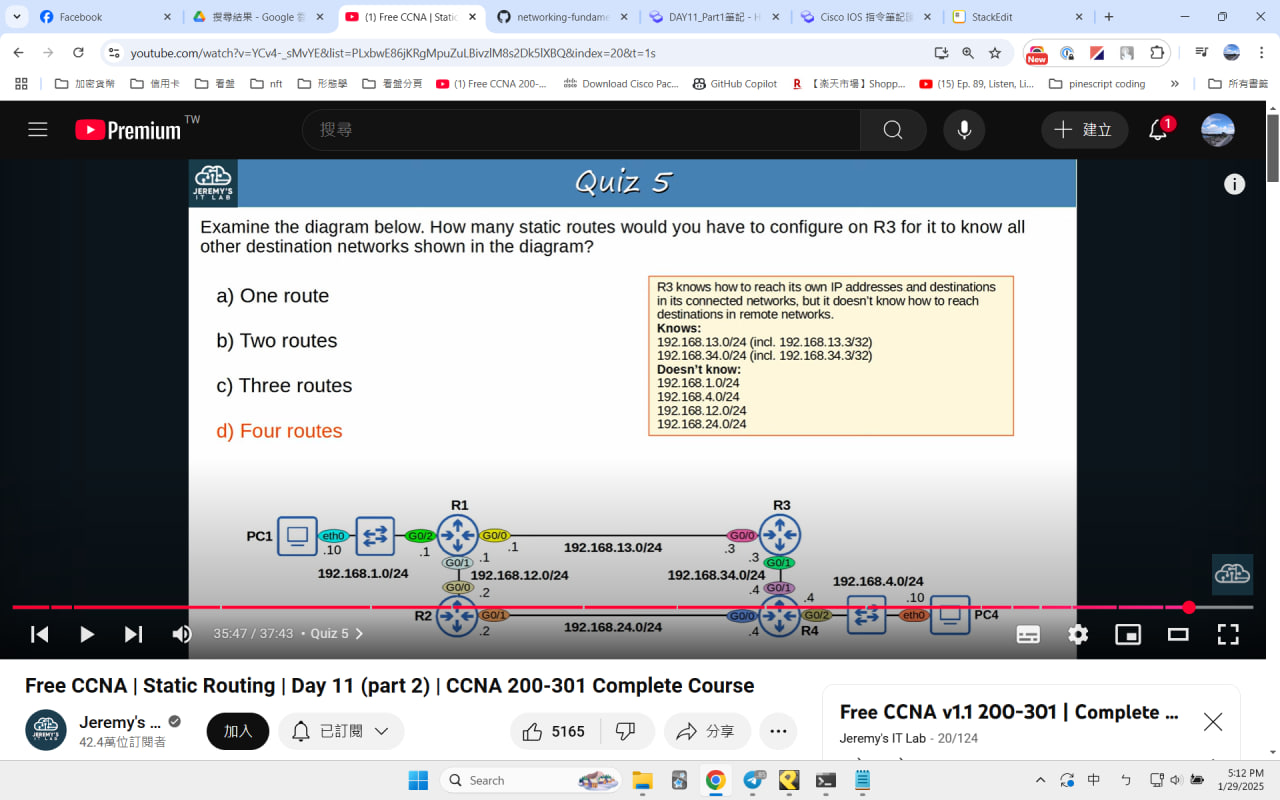 Facebook
搜尋結果 - Google 雲
(1) Free CCNA | Static
networking-fundame
DAY11_Part1筆記 - H
Cisco IOS 指令筆記
StackEdit
youtube.com/watch?v=YCv4-_sMvYE&list=PLxbwE86jKRgMpuZuLBivzlM8s2Dk5lXBQ&index=20&t=1s
New
加密貨幣
信用卡
看盤
nft
形態學
看盤分頁
(1) Free CCNA 200-...
Download Cisco Pac...
GitHub Copilot
【楽天市場】Shopp...
(15) Ep. 89, Listen, Li...
pinescript coding
所有書籤
Premium TW
搜尋
建立
1
JEREMY'S
IT LAB
Quiz 5
Examine the diagram below. How many static routes would you have to configure on R3 for it to know all
other destination networks shown in the diagram?
a) One route
b) Two routes
c) Three routes
d) Four routes
R3 knows how to reach its own IP addresses and destinations
in its connected networks, but it doesn't know how to reach
destinations in remote networks.
Knows:
192.168.13.0/24 (incl. 192.168.13.3/32)
192.168.34.0/24 (incl. 192.168.34.3/32)
Doesn't know:
192.168.1.0/24
192.168.4.0/24
192.168.12.0/24
192.168.24.0/24
R1
R3
PC1
eth0
G0/2
G0/0
G0/0
.10
.1
.1
192.168.13.0/24
.3
192.168.1.0/24
G0/1
.1
.3
G0/1
192.168.12.0/24
192.168.34.0/24
G0/0
.2
.4
G0/1
192.168.4.0/24
.4
.10
R2
G0/1
G0/0
G0/2
eth0
PC4
.2
192.168.24.0/24
.4
R4
35:47 / 37:43 • Quiz 5
Free CCNA | Static Routing | Day 11 (part 2) | CCNA 200-301 Complete Course
Jeremy's ...
42.4萬位訂閱者
加入
已訂閱
5165
分享
Free CCNA v1.1 200-301 | Complete ...
Jeremy's IT Lab - 20/124
Search
中
5:12 PM
1/29/2025